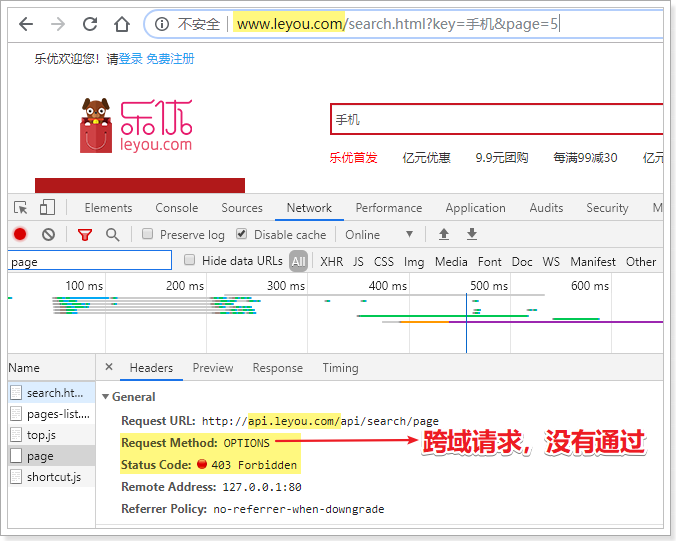 不安全 | www.leyou.com/search.html?key=手机&page=5
乐优欢迎您！请登录 免费注册
乐优
leyou.com
手机
乐优首发 亿元优惠 9.9元团购 每满99减30 亿元
Elements Console Sources Network Performance Application Audits Security M
Preserve log Disable cache Online
page Hide data URLs All XHR JS CSS Img Media Font Doc WS Manifest Other
100 ms 200 ms 300 ms 400 ms 500 ms 600 ms
Name × Headers Preview Response Timing
search.ht...
pages-list....
top.js
page
shortcut.js
General
Request URL: http://api.leyou.com/api/search/page
Request Method: OPTIONS
跨域请求，没有通过
Status Code: 403 Forbidden
Remote Address: 127.0.0.1:80
Referrer Policy: no-referrer-when-downgrade